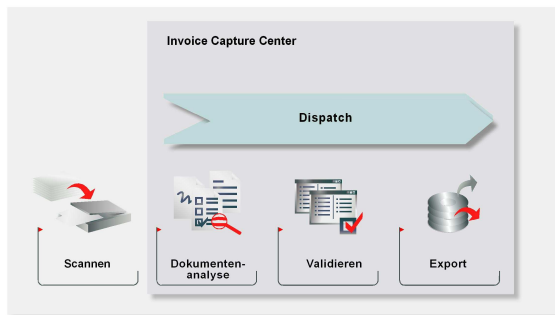 Invoice Capture Center
Dispatch
Scannen
Dokumenten-
analyse
Validieren
Export